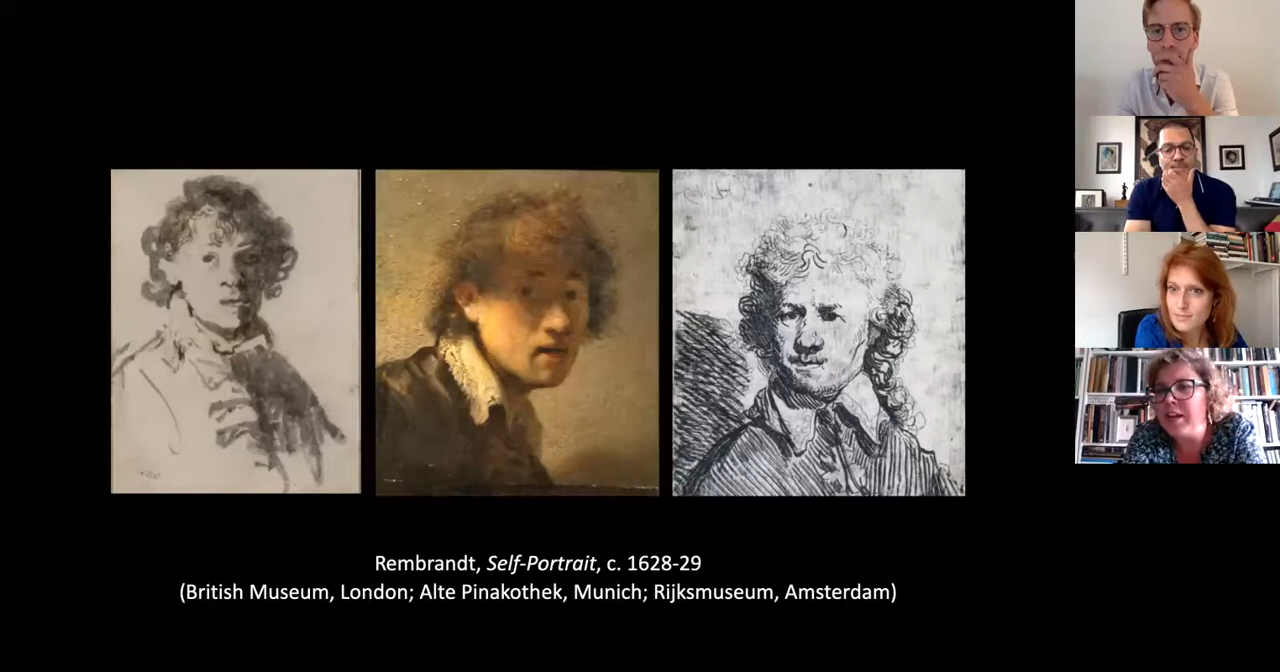 Rembrandt, Self-Portrait, c. 1628-29
(British Museum, London; Alte Pinakothek, Munich; Rijksmuseum, Amsterdam)